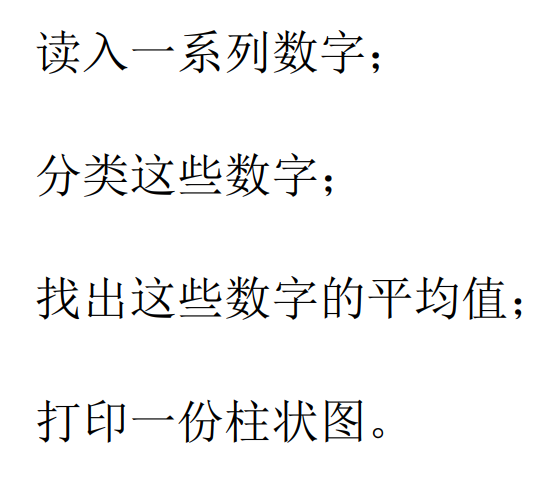 读入一系列数字；
分类这些数字；
找出这些数字的平均值；
打印一份柱状图。